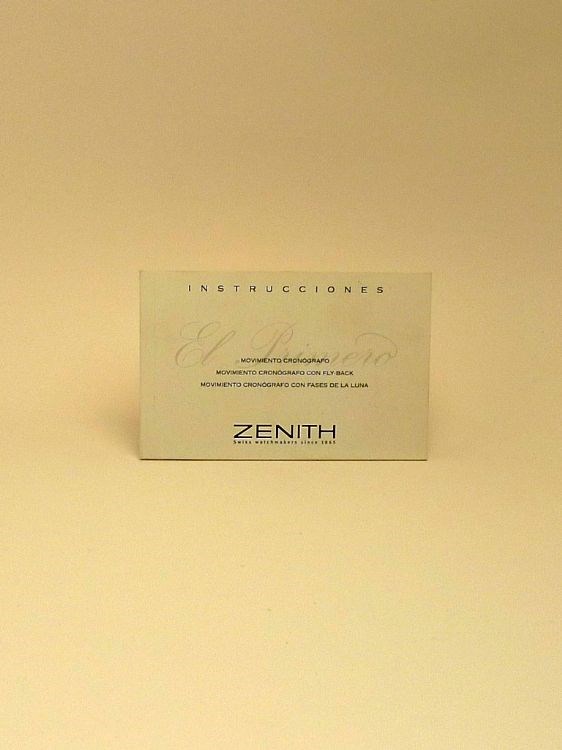 INSTRUCCIONES
El Primero
MOVIMIENTO CRONÓGRAFO
MOVIMIENTO CRONÓGRAFO CON FLY-BACK
MOVIMIENTO CRONÓGRAFO CON FASES DE LA LUNA
ZENITH
Swiss watchmakers since 1865